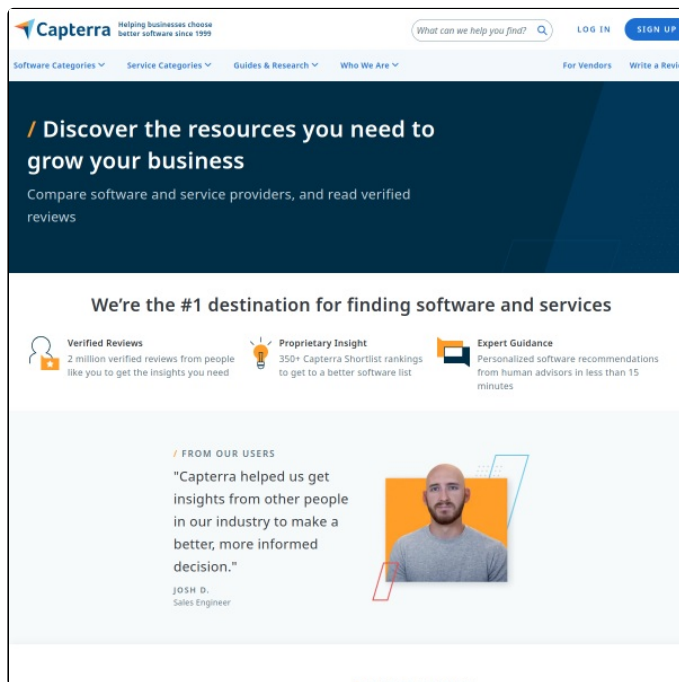 Capterra
Helping businesses choose
better software since 1999
What can we help you find?
LOG IN
SIGN UP
Software Categories
Service Categories
Guides & Research
Who We Are
For Vendors
Write a Revi
/ Discover the resources you need to
grow your business
Compare software and service providers, and read verified
reviews
We're the #1 destination for finding software and services
Verified Reviews
2 million verified reviews from people
like you to get the insights you need
Proprietary Insight
350+ Capterra Shortlist rankings
to get to a better software list
Expert Guidance
Personalized software recommendations
from human advisors in less than 15
minutes
/ FROM OUR USERS
"Capterra helped us get
insights from other people
in our industry to make a
better, more informed
decision."
JOSH D.
Sales Engineer